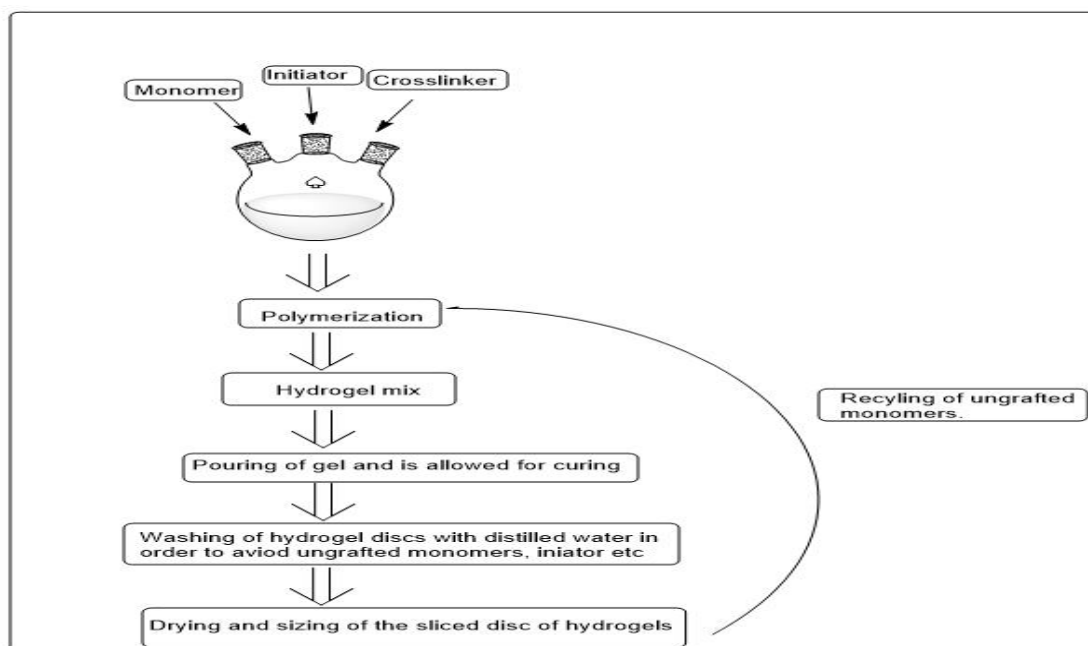 Monomer
Initiator
Crosslinker
Polymerization
Hydrogel mix
Recyling of ungrafted
monomers.
Pouring of gel and is allowed for curing
Washing of hydrogel discs with distilled water in
order to aviod ungrafted monomers, iniator etc
Drying and sizing of the sliced disc of hydrogels